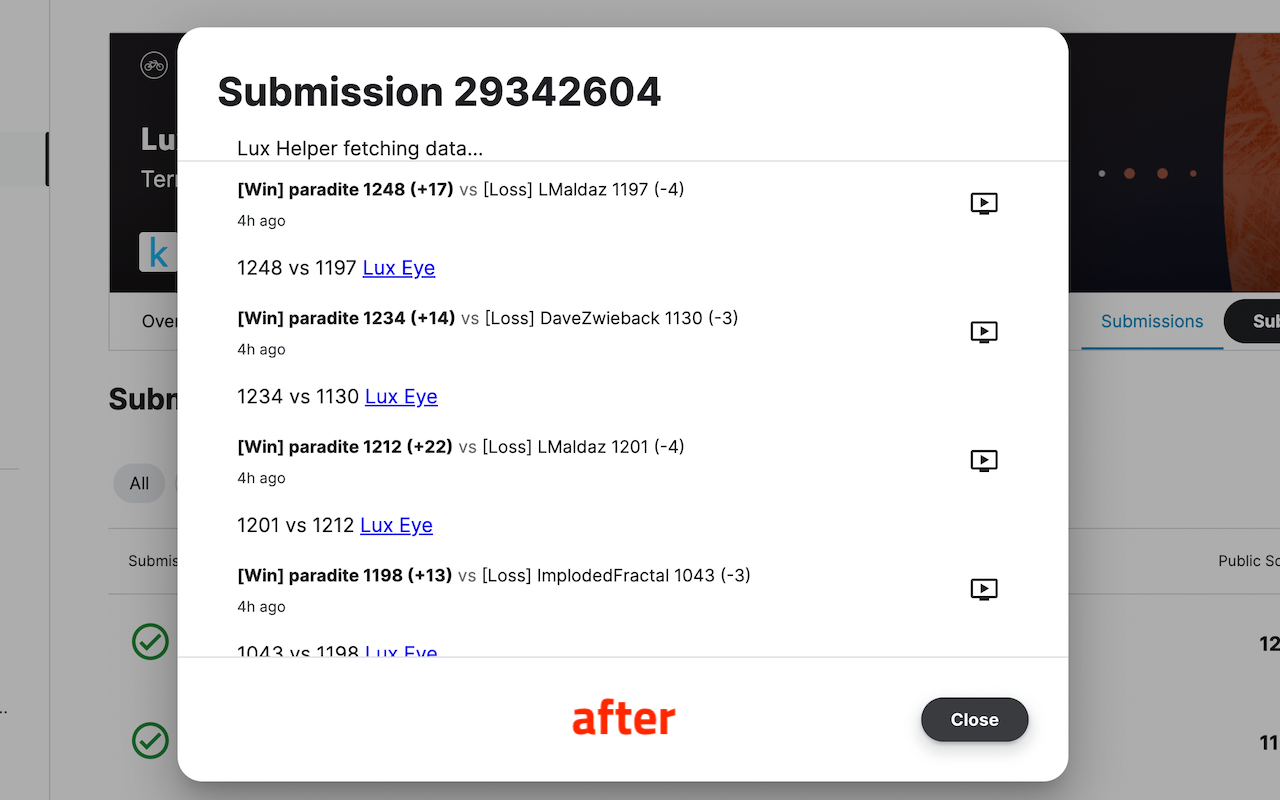 Submission 29342604
Lux Helper fetching data...
[Win] paradite 1248 (+17) vs [Loss] LMaldaz 1197 (-4)
4h ago
1248 vs 1197 Lux Eye
[Win] paradite 1234 (+14) vs [Loss] DaveZwieback 1130 (-3)
4h ago
1234 vs 1130 Lux Eye
[Win] paradite 1212 (+22) vs [Loss] LMaldaz 1201 (-4)
4h ago
1201 vs 1212 Lux Eye
[Win] paradite 1198 (+13) vs [Loss] ImplodedFractal 1043 (-3)
4h ago
1043 vs 1198 Lux Eye
after
Close
Lu
Terr
k
Over
Submissions
Sub
Subm
All
Submis
Public Sc
12
11